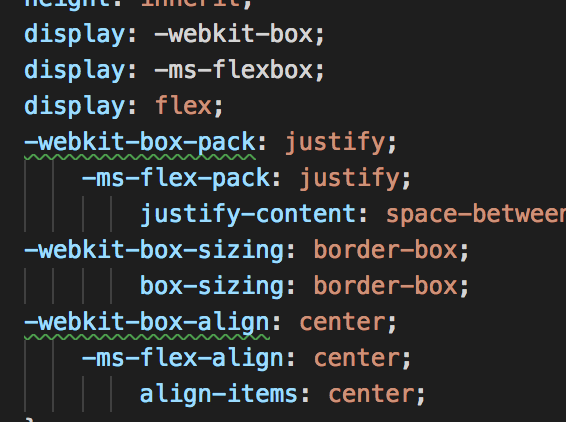 height: inherit;
display: -webkit-box;
display: -ms-flexbox;
display: flex;
-webkit-box-pack: justify;
-ms-flex-pack: justify;
justify-content: space-between
-webkit-box-sizing: border-box;
box-sizing: border-box;
-webkit-box-align: center;
-ms-flex-align: center;
align-items: center;
}